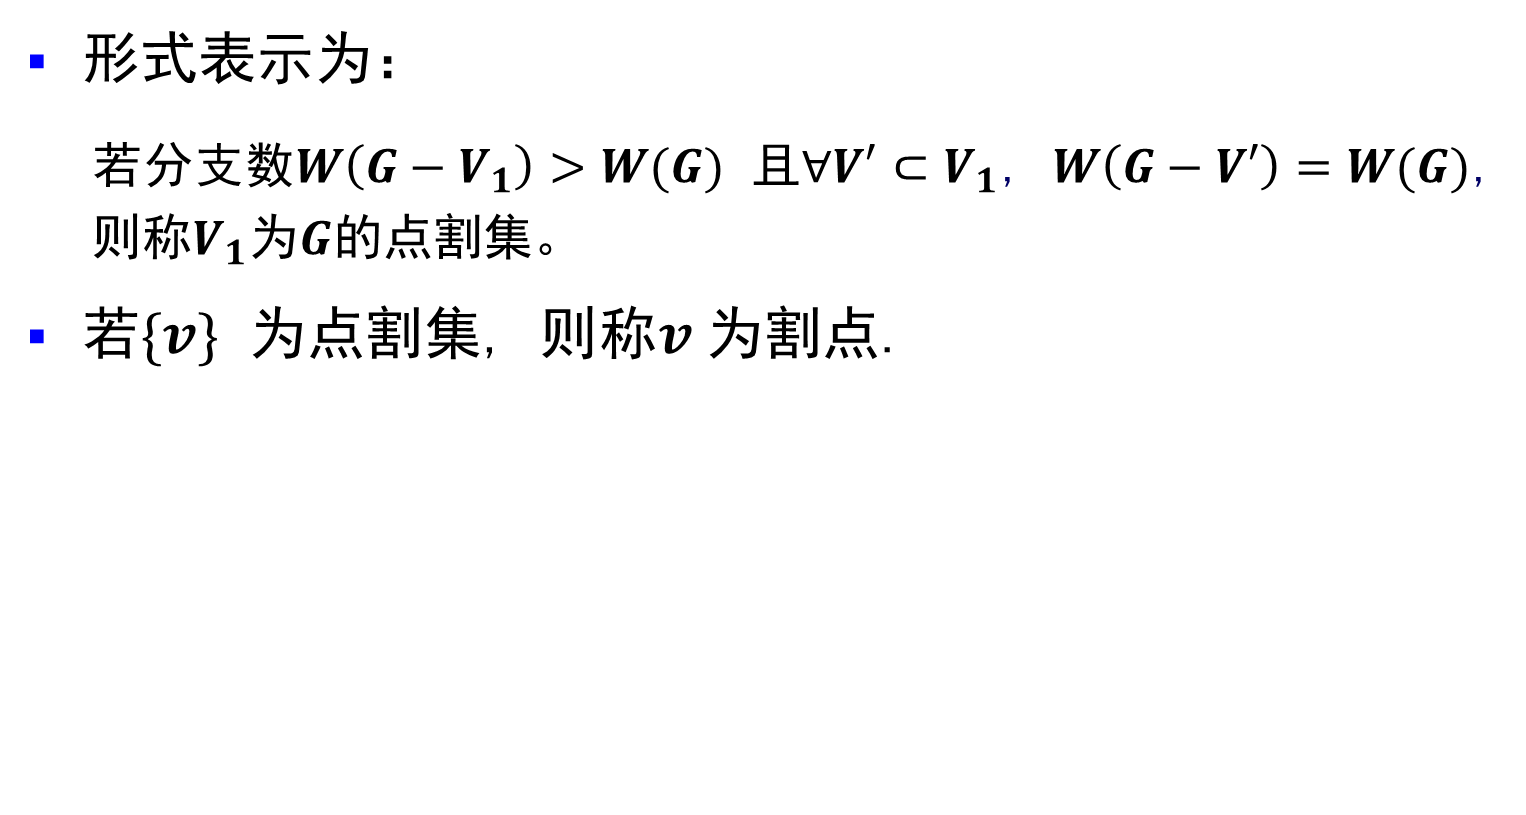 ▪ 形式表示为：
若分支数W(G − V₁) > W(G) 且∀V′ ⊂ V₁， W(G − V′) = W(G)，
则称V₁为G的点割集。
▪ 若{v} 为点割集, 则称v 为割点.